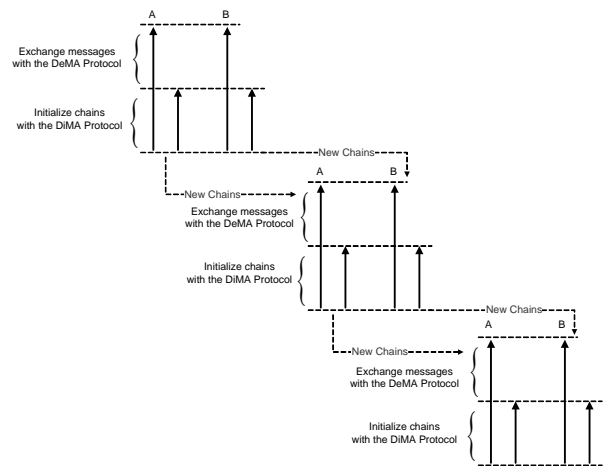 A B
Exchange messages
with the DeMA Protocol
Initialize chains
with the DiMA Protocol
New Chains
A B
New Chains
Exchange messages
with the DeMA Protocol
Initialize chains
with the DiMA Protocol
New Chains
A B
New Chains
Exchange messages
with the DeMA Protocol
Initialize chains
with the DiMA Protocol